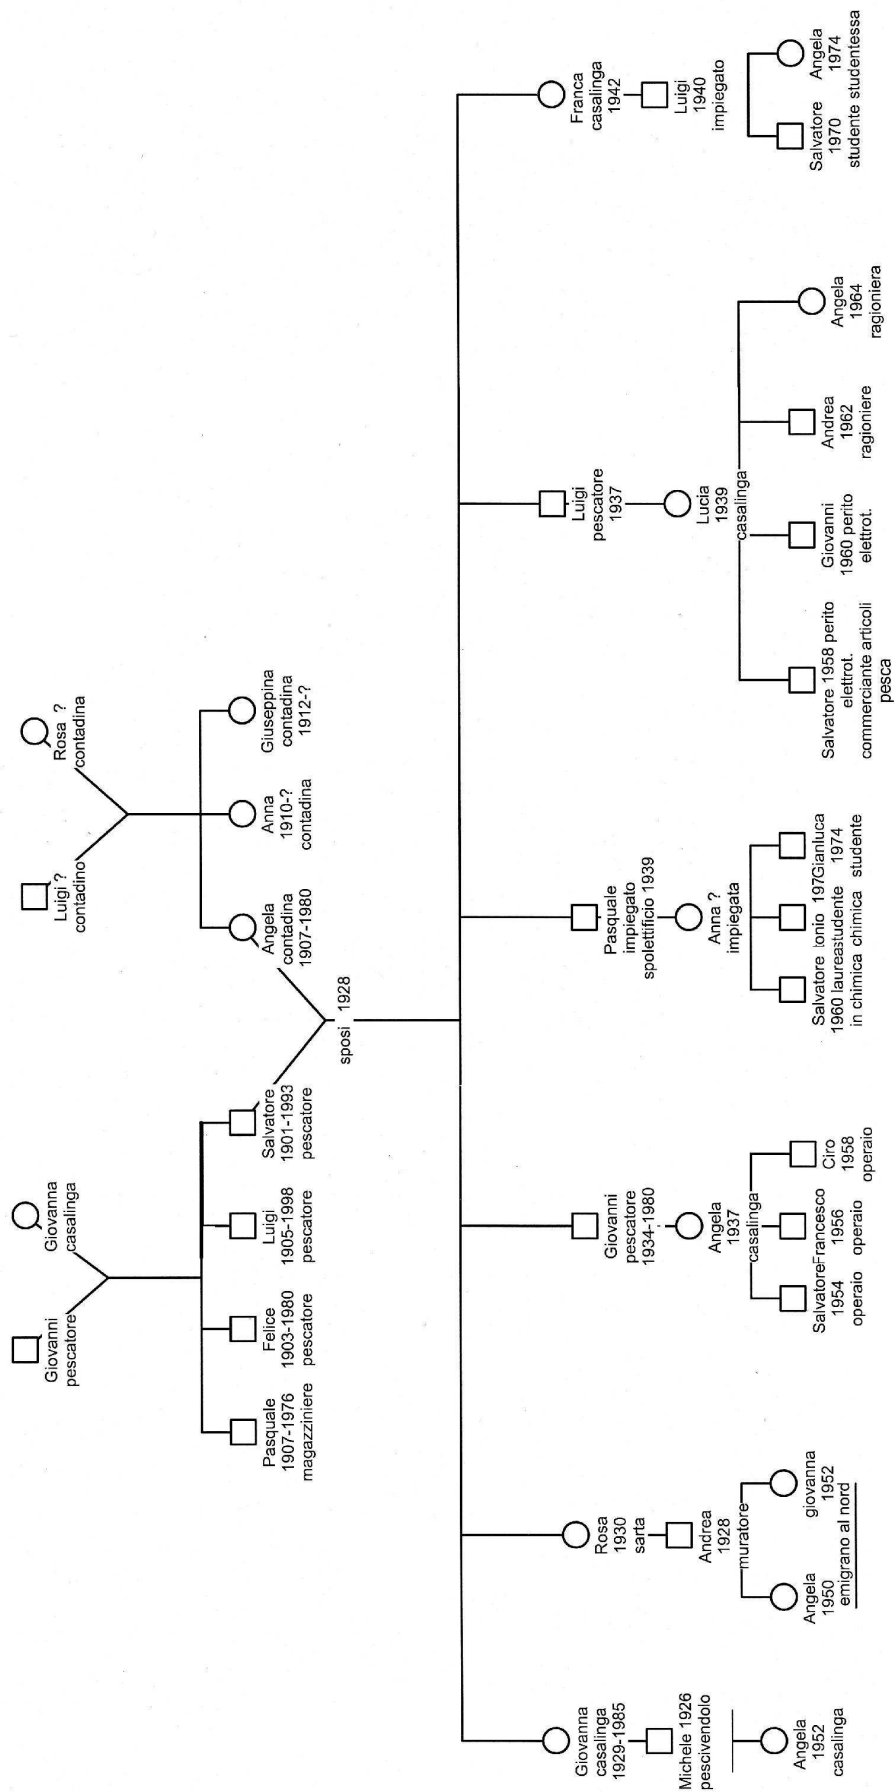 Giovanni
pescatore
Giovanna
casalinga
Luigi ?
contadino
Rosa ?
contadina
Pasquale
1907-1976
magazziniere
Felice
1903-1980
pescatore
Luigi
1905-1998
pescatore
Salvatore
1901-1993
pescatore
Angela
contadina
1907-1980
Anna
1910-?
contadina
Giuseppina
contadina
1912-?
sposi 1928
Giovanna
casalinga
1929-1985
Michele 1926
pescivendolo
Angela
1952
casalinga
Rosa
1930
sarta
Andrea
1928
muratore
Angela
1950
giovanna
1952
emigrano al nord
Giovanni
pescatore
1934-1980
Angela
1937
casalinga
Salvatore
1954
operaio
Francesco
1956
operaio
Ciro
1958
operaio
Pasquale
impiegato
spolettificio 1939
Anna ?
impiegata
Salvatore
1960 laurea
in chimica
tonio 197
studente
chimica
Gianluca
1974
studente
Luigi
pescatore
1937
Lucia
1939
casalinga
Salvatore 1958 perito
elettrot.
commerciante articoli
pesca
Giovanni
1960 perito
elettrot.
Andrea
1962
ragioniere
Angela
1964
ragioniera
Franca
casalinga
1942
Luigi
1940
impiegato
Salvatore
1970
studente
Angela
1974
studentessa